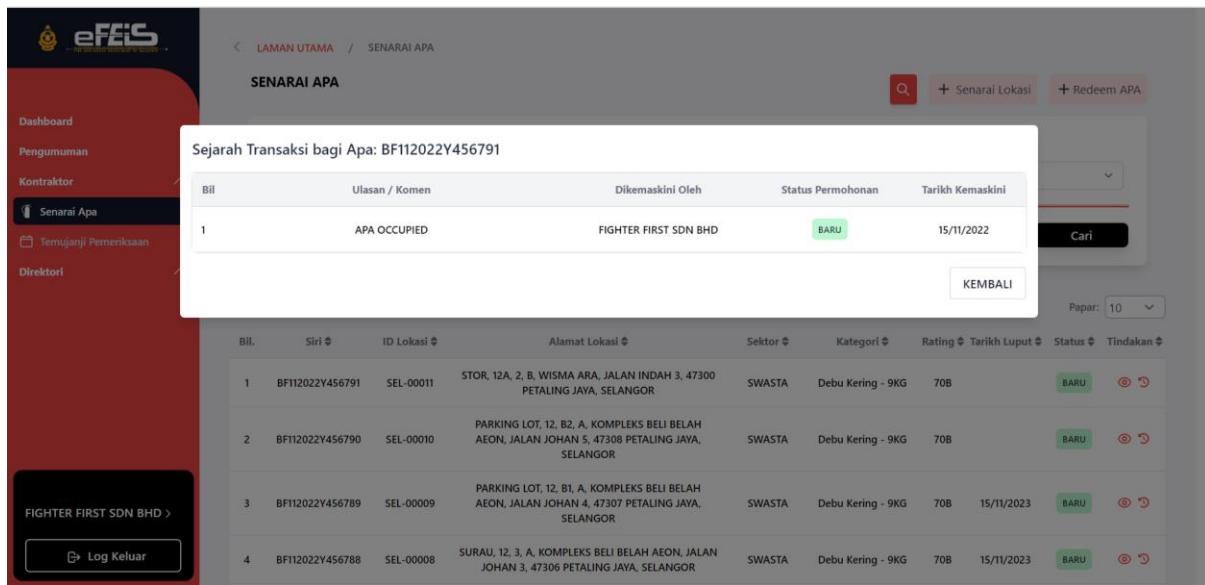 eFEiS
LAMAN UTAMA / SENARAI APA
SENARAI APA
+ Senarai Lokasi
+ Redeem APA
Dashboard
Pengumuman
Kontraktor
Senarai Apa
Temujanji Pemeriksaan
Direktori
Sejarah Transaksi bagi Apa: BF112022Y456791
Bil Ulasan / Komen Dikemaskini Oleh Status Permohonan Tarikh Kemaskini
1 APA OCCUPIED FIGHTER FIRST SDN BHD BARU 15/11/2022
KEMBALI
Cari
Papar: 10
Bil. Siri ID Lokasi Alamat Lokasi Sektor Kategori Rating Tarikh Luput Status Tindakan
1 BF112022Y456791 SEL-00011 STOR, 12A, 2, B, WISMA ARA, JALAN INDAH 3, 47300
PETALING JAYA, SELANGOR SWASTA Debu Kering - 9KG 70B BARU
2 BF112022Y456790 SEL-00010 PARKING LOT, 12, B2, A, KOMPLEKS BELI BELAH
AEON, JALAN JOHAN 5, 47308 PETALING JAYA,
SELANGOR SWASTA Debu Kering - 9KG 70B BARU
3 BF112022Y456789 SEL-00009 PARKING LOT, 12, B1, A, KOMPLEKS BELI BELAH
AEON, JALAN JOHAN 4, 47307 PETALING JAYA,
SELANGOR SWASTA Debu Kering - 9KG 70B 15/11/2023 BARU
4 BF112022Y456788 SEL-00008 SURAU, 12, 3, A, KOMPLEKS BELI BELAH AEON, JALAN
JOHAN 3, 47306 PETALING JAYA, SELANGOR SWASTA Debu Kering - 9KG 70B 15/11/2023 BARU
FIGHTER FIRST SDN BHD >
Log Keluar